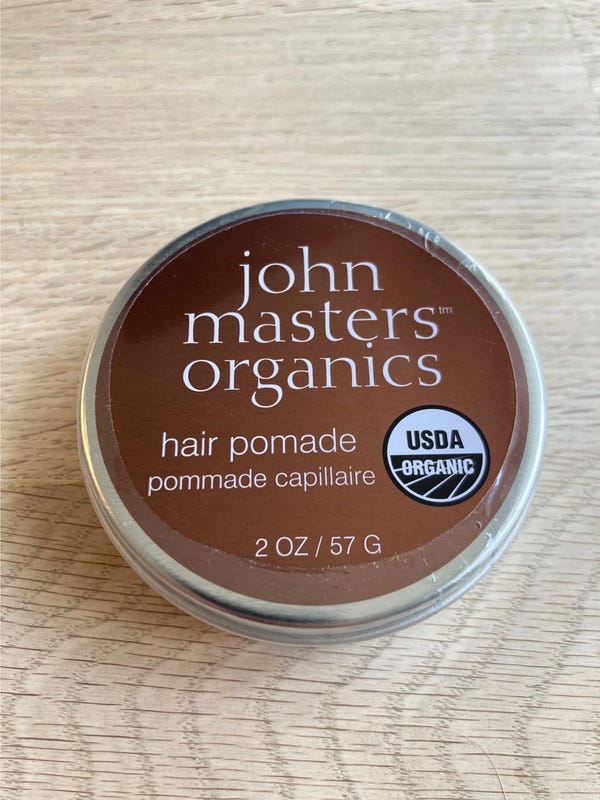 john
masters™
organics
hair pomade
pommade capillaire
USDA
ORGANIC
2 OZ / 57 G